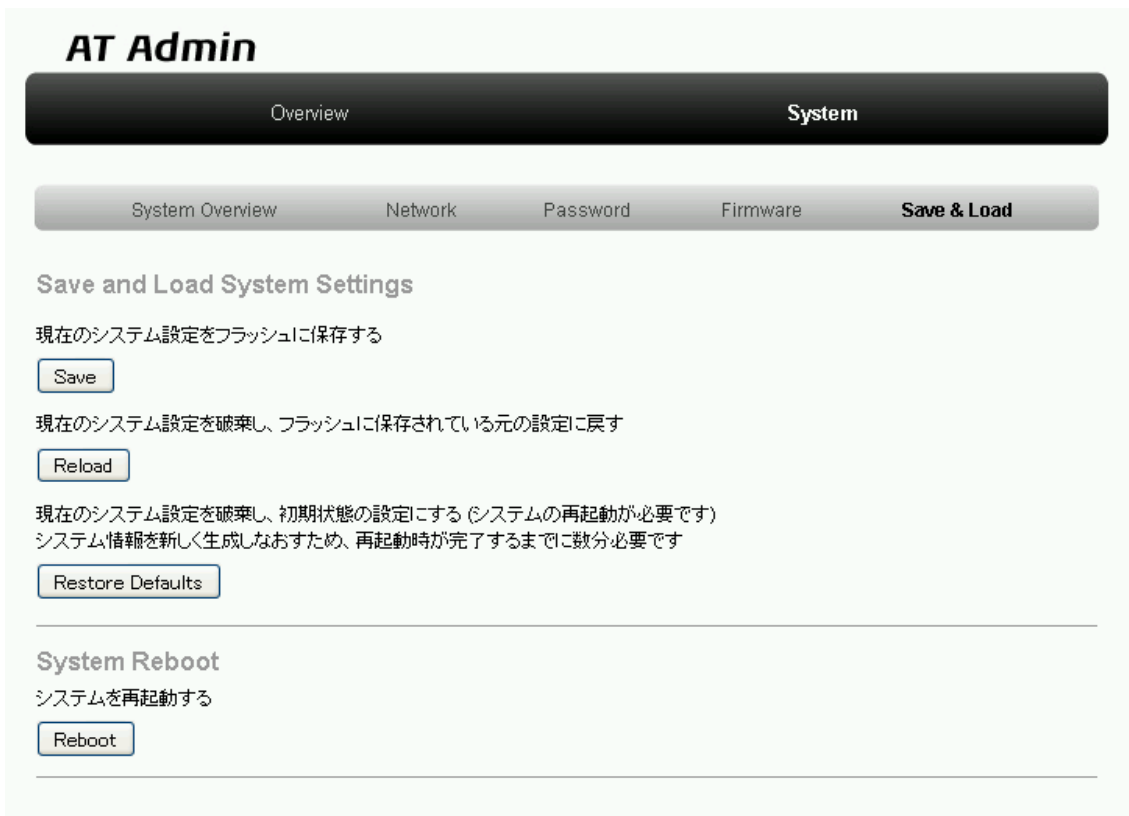 AT Admin
Overview System
System Overview Network Password Firmware Save & Load
Save and Load System Settings
現在のシステム設定をフラッシュに保存する
Save
現在のシステム設定を破棄し、フラッシュに保存されている元の設定に戻す
Reload
現在のシステム設定を破棄し、初期状態の設定にする (システムの再起動が必要です)
システム情報を新しく生成しなおすため、再起動時が完了するまでに数分必要です
Restore Defaults
System Reboot
システムを再起動する
Reboot